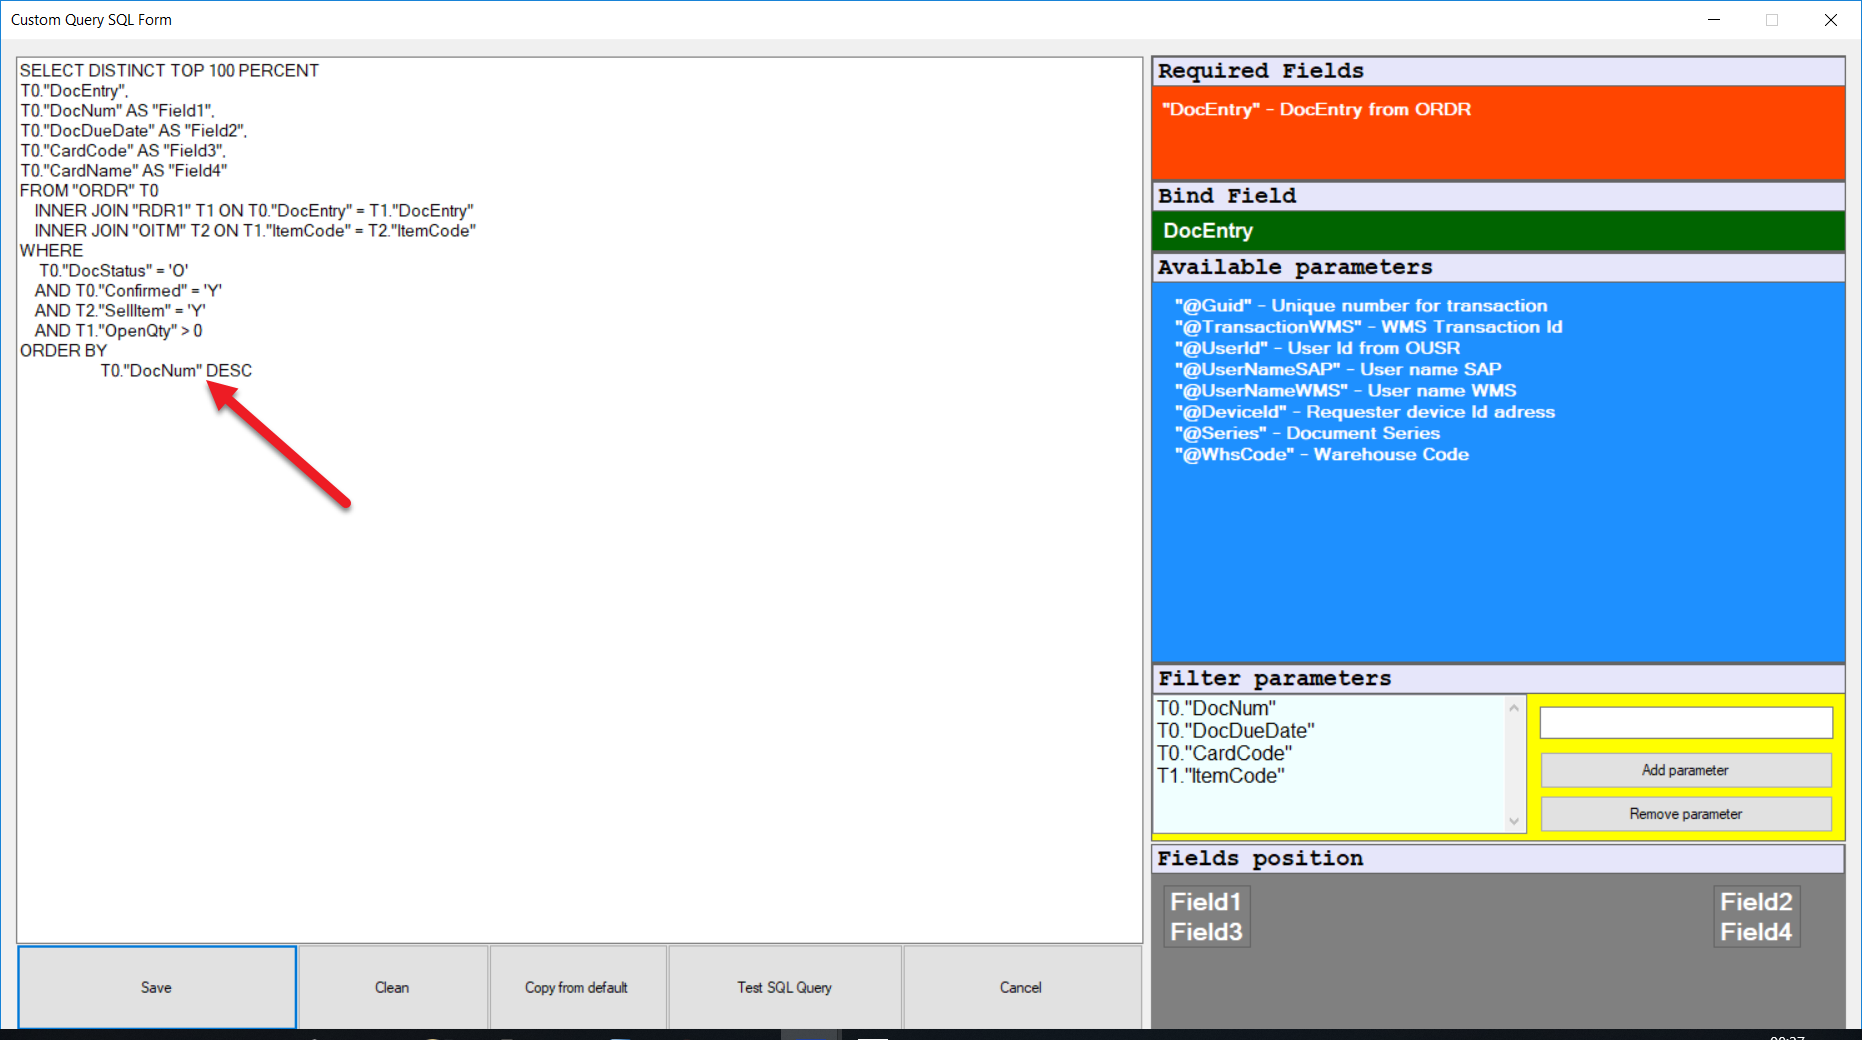 Custom Query SQL Form
SELECT DISTINCT TOP 100 PERCENT
T0."DocEntry",
T0."DocNum" AS "Field1",
T0."DocDueDate" AS "Field2",
T0."CardCode" AS "Field3",
T0."CardName" AS "Field4"
FROM "ORDR" T0
INNER JOIN "RDR1" T1 ON T0."DocEntry" = T1."DocEntry"
INNER JOIN "OITM" T2 ON T1."ItemCode" = T2."ItemCode"
WHERE
T0."DocStatus" = 'O'
AND T0."Confirmed" = 'Y'
AND T2."SellItem" = 'Y'
AND T1."OpenQty" > 0
ORDER BY
T0."DocNum" DESC
Save
Clean
Copy from default
Test SQL Query
Cancel
Required Fields
"DocEntry" - DocEntry from ORDR
Bind Field
DocEntry
Available parameters
"@Guid" - Unique number for transaction
"@TransactionWMS" - WMS Transaction Id
"@UserId" - User Id from OUSR
"@UserNameSAP" - User name SAP
"@UserNameWMS" - User name WMS
"@DeviceId" - Requester device Id adress
"@Series" - Document Series
"@WhsCode" - Warehouse Code
Filter parameters
T0."DocNum"
T0."DocDueDate"
T0."CardCode"
T1."ItemCode"
Add parameter
Remove parameter
Fields position
Field1
Field2
Field3
Field4